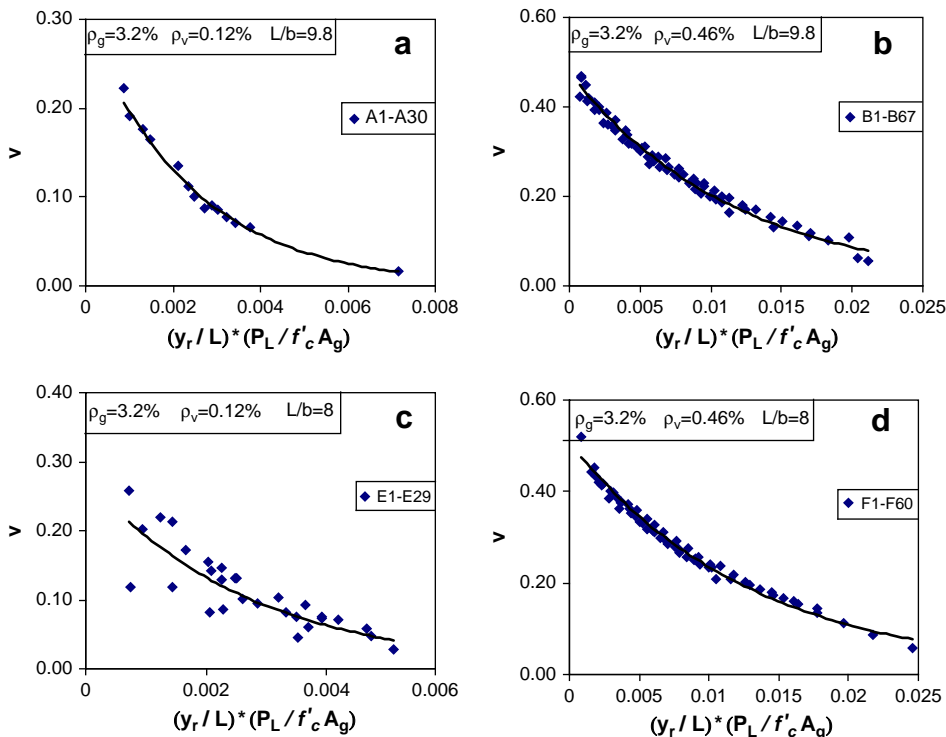 0.30
ρg=3.2% ρv=0.12% L/b=9.8
a
A1-A30
0.20
v
0.10
0.00
0 0.002 0.004 0.006 0.008
(yr / L) * (PL / f'c Ag)
0.60
ρg=3.2% ρv=0.46% L/b=9.8
b
B1-B67
0.40
v
0.20
0.00
0 0.005 0.01 0.015 0.02 0.025
(yr / L) * (PL / f'c Ag)
0.40
ρg=3.2% ρv=0.12% L/b=8
c
E1-E29
0.30
v
0.20
0.10
0.00
0 0.002 0.004 0.006
(yr / L) * (PL / f'c Ag)
0.60
ρg=3.2% ρv=0.46% L/b=8
d
F1-F60
0.40
v
0.20
0.00
0 0.005 0.01 0.015 0.02 0.025
(yr / L) * (PL / f'c Ag)